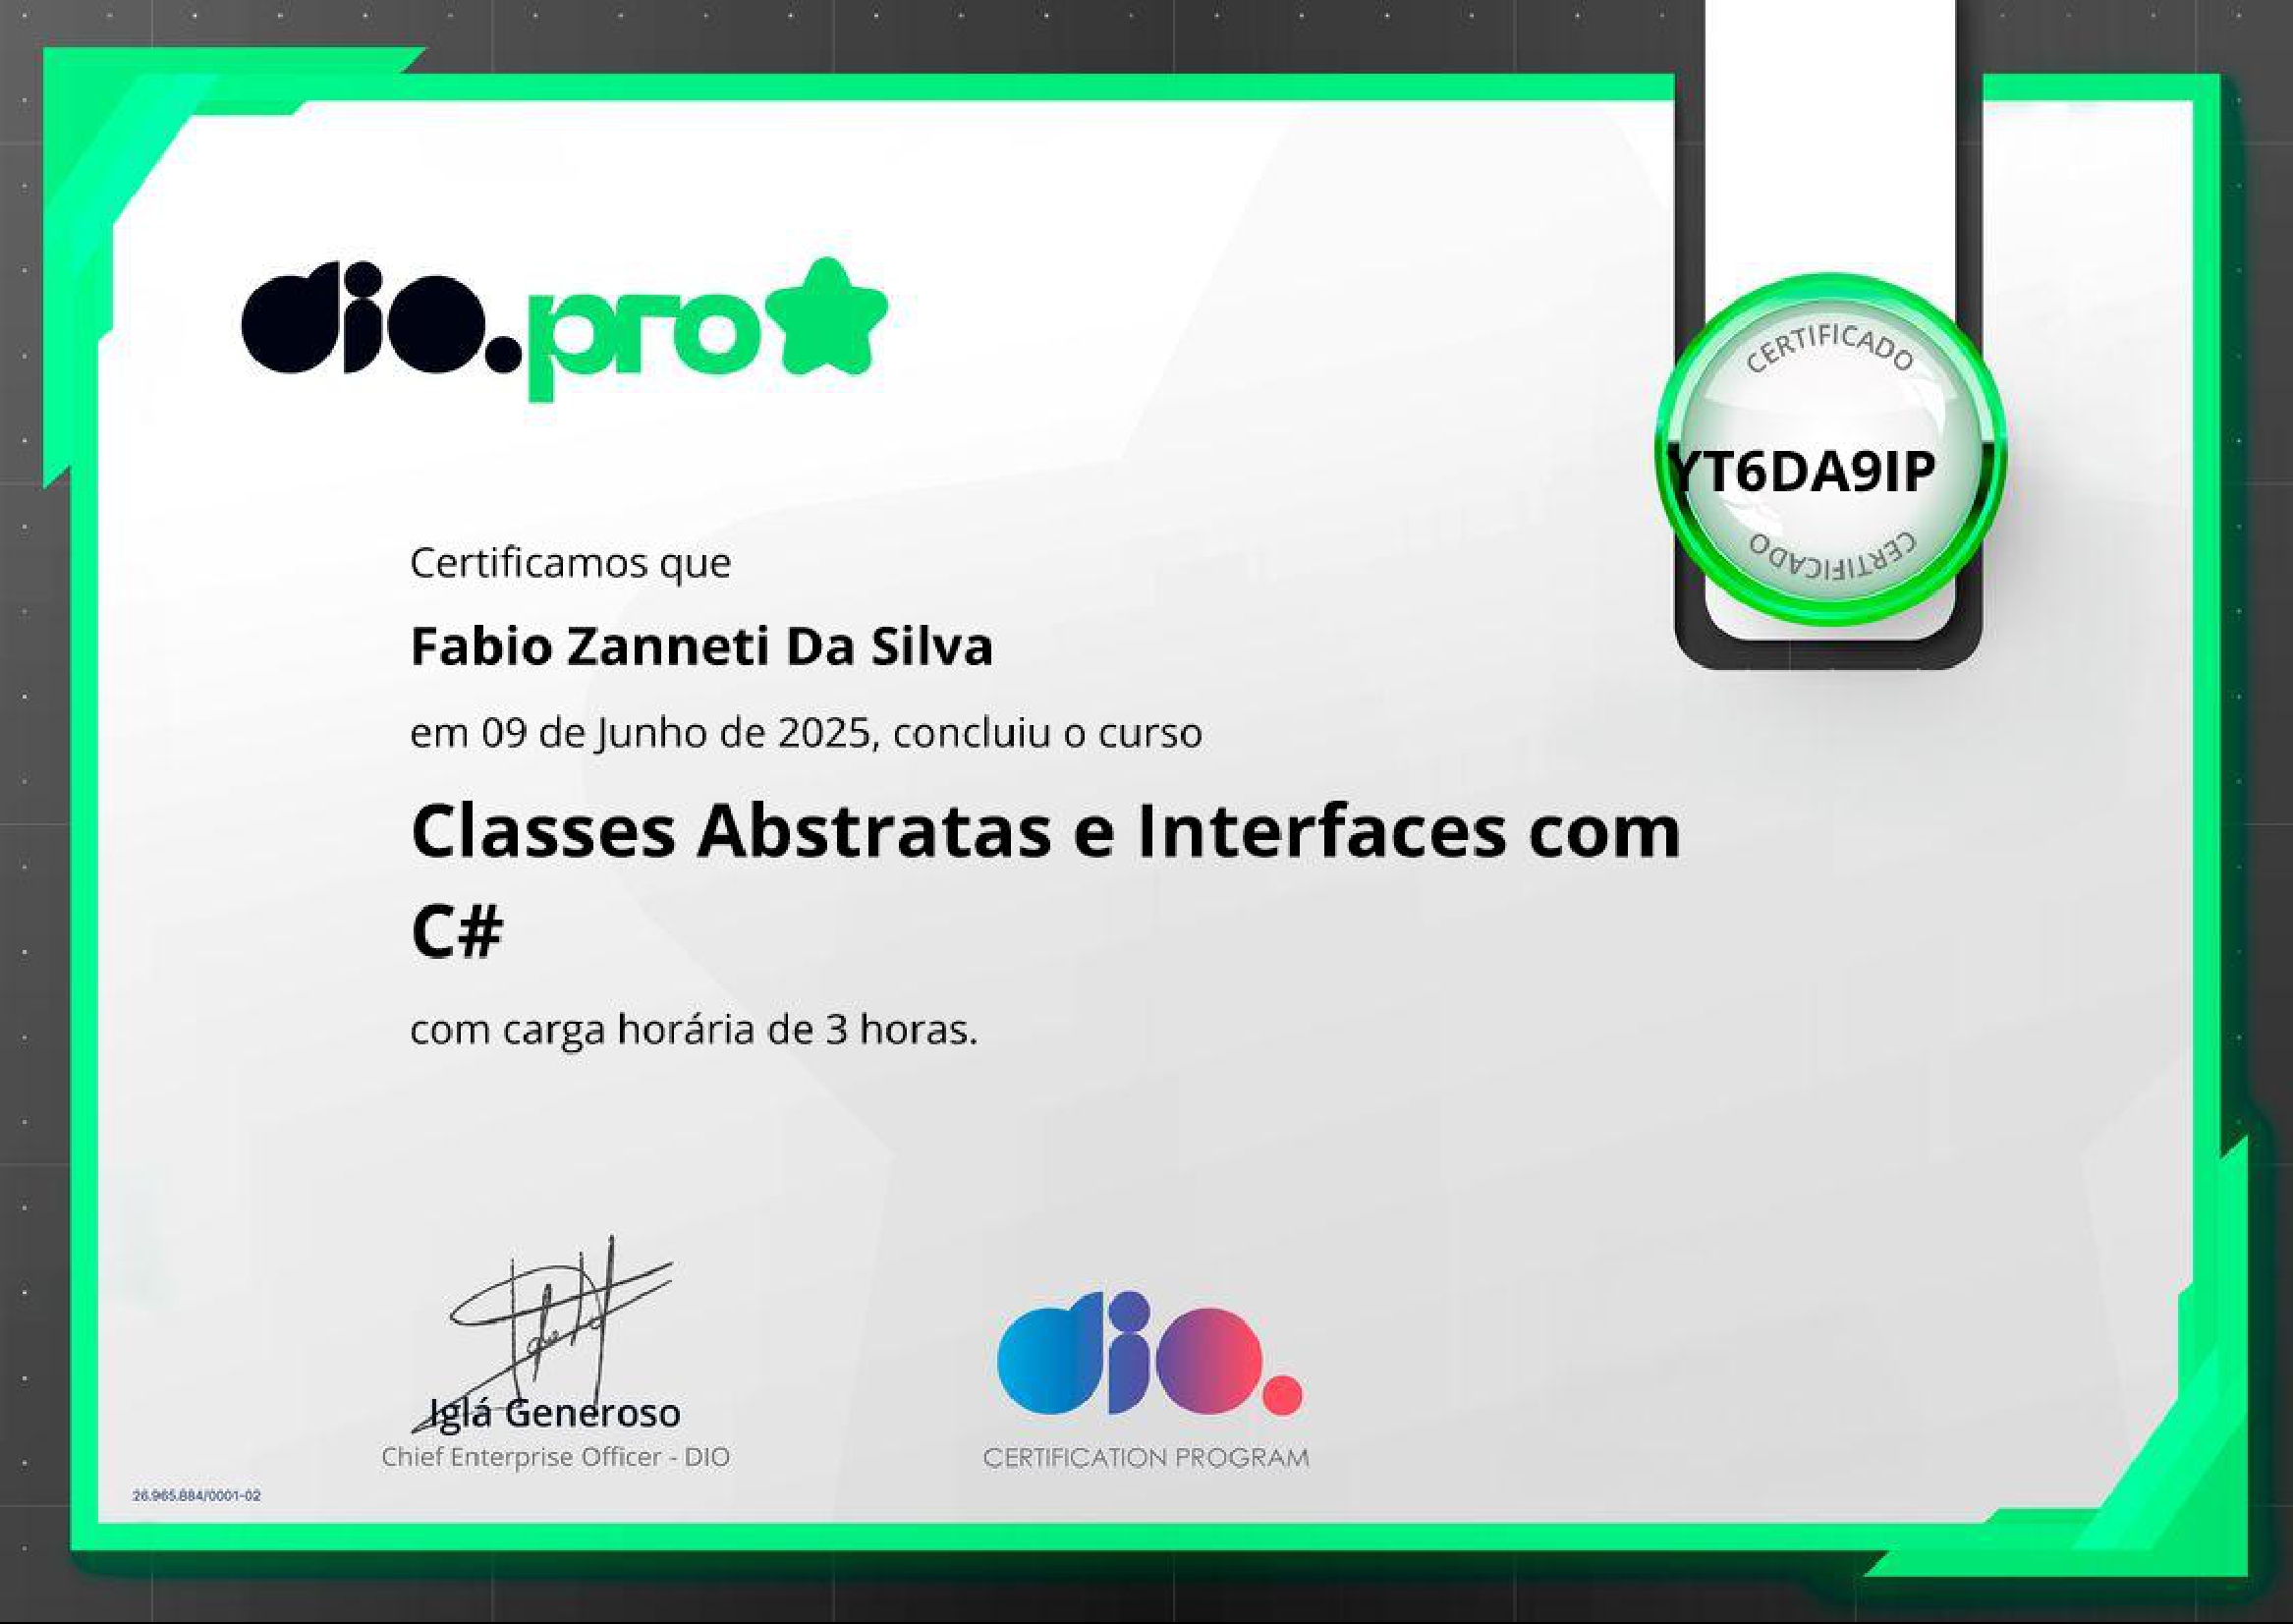 dio.pro
CERTIFICADO
YT6DA9IP
CERTIFICADO
Certificamos que
Fabio Zanneti Da Silva
em 09 de Junho de 2025, concluiu o curso
Classes Abstratas e Interfaces com
C#
com carga horária de 3 horas.
Iglá Generoso
Chief Enterprise Officer - DIO
dio.
CERTIFICATION PROGRAM
26.965.884/0001-02